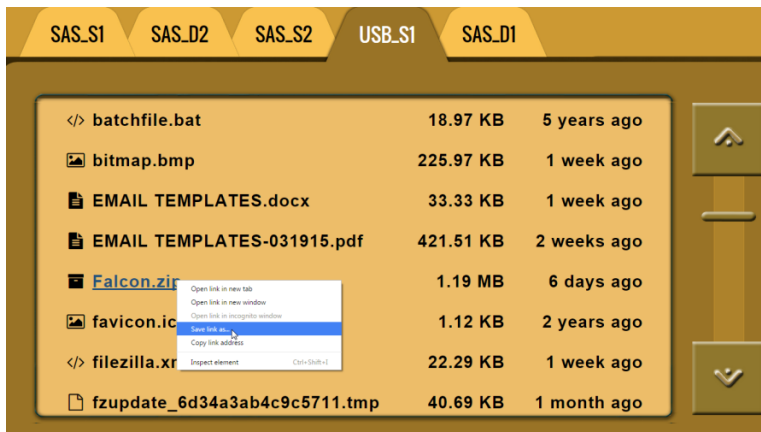 SAS_S1 SAS_D2 SAS_S2 USB_S1 SAS_D1
batchfile.bat 18.97 KB 5 years ago
bitmap.bmp 225.97 KB 1 week ago
EMAIL TEMPLATES.docx 33.33 KB 1 week ago
EMAIL TEMPLATES-031915.pdf 421.51 KB 2 weeks ago
Falcon.zip 1.19 MB 6 days ago
Open link in new tab
Open link in new window
Open link in incognito window
Save link as...
Copy link address
Inspect element Ctrl+Shift+I
favicon.ic 1.12 KB 2 years ago
filezilla.xm 22.29 KB 1 week ago
fzupdate_6d34a3ab4c9c5711.tmp 40.69 KB 1 month ago